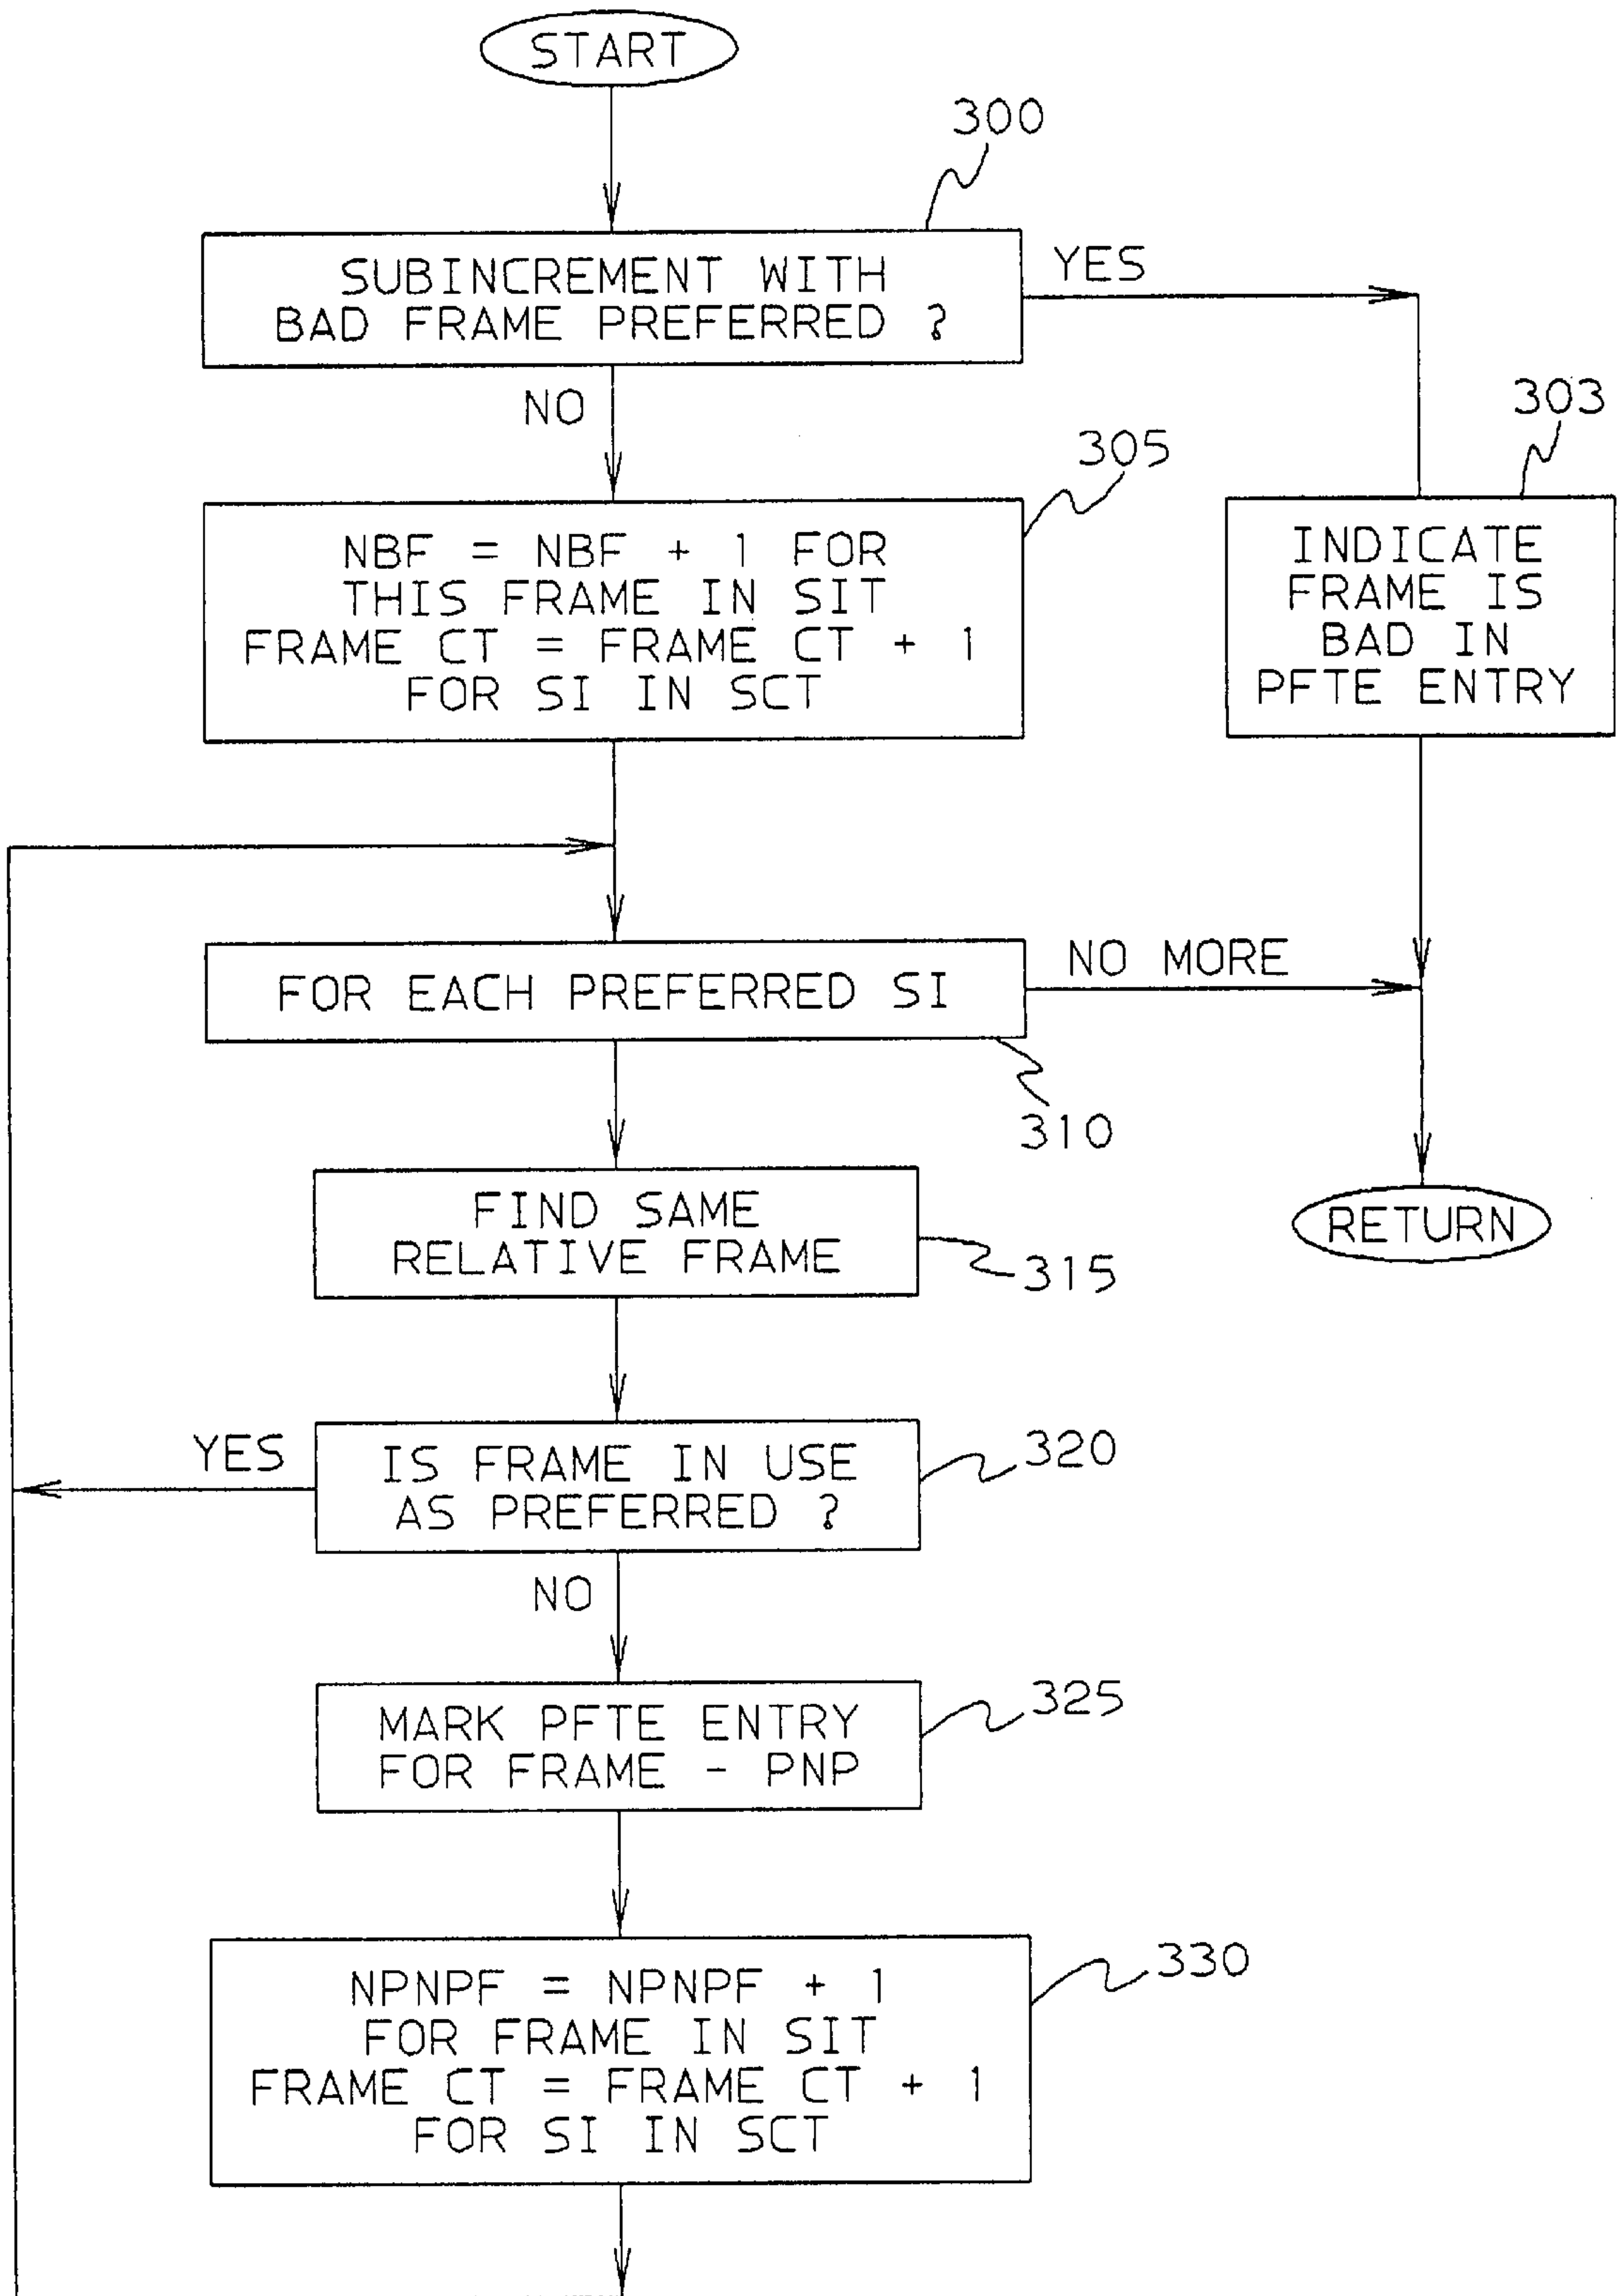 START
300
SUBINCREMENT WITH
BAD FRAME PREFERRED ?
YES
NO
303
305
NBF = NBF + 1 FOR
THIS FRAME IN SIT
FRAME CT = FRAME CT + 1
FOR SI IN SCT
INDICATE
FRAME IS
BAD IN
PFTE ENTRY
FOR EACH PREFERRED SI
NO MORE
310
FIND SAME
RELATIVE FRAME
315
RETURN
IS FRAME IN USE
AS PREFERRED ?
320
YES
NO
MARK PFTE ENTRY
FOR FRAME - PNP
325
NPNPF = NPNPF + 1
FOR FRAME IN SIT
FRAME CT = FRAME CT + 1
FOR SI IN SCT
330